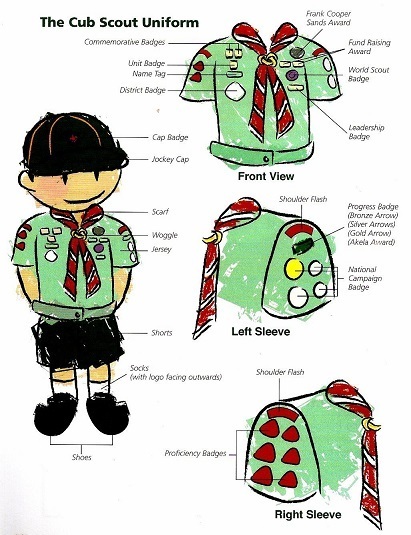 The Cub Scout Uniform
Frank Cooper
Sands Award
Commemorative Badges
Fund Raising
Award
Unit Badge
Name Tag
World Scout
Badge
District Badge
Leadership
Badge
Cap Badge
Jockey Cap
Front View
Shoulder Flash
Progress Badge
(Bronze Arrow)
(Silver Arrows)
(Gold Arrow)
(Akela Award)
Scarf
Woggle
Jersey
National
Campaign
Badge
Left Sleeve
Shorts
Socks
(with logo facing outwards)
Shoulder Flash
Proficiency Badges
Shoes
Right Sleeve